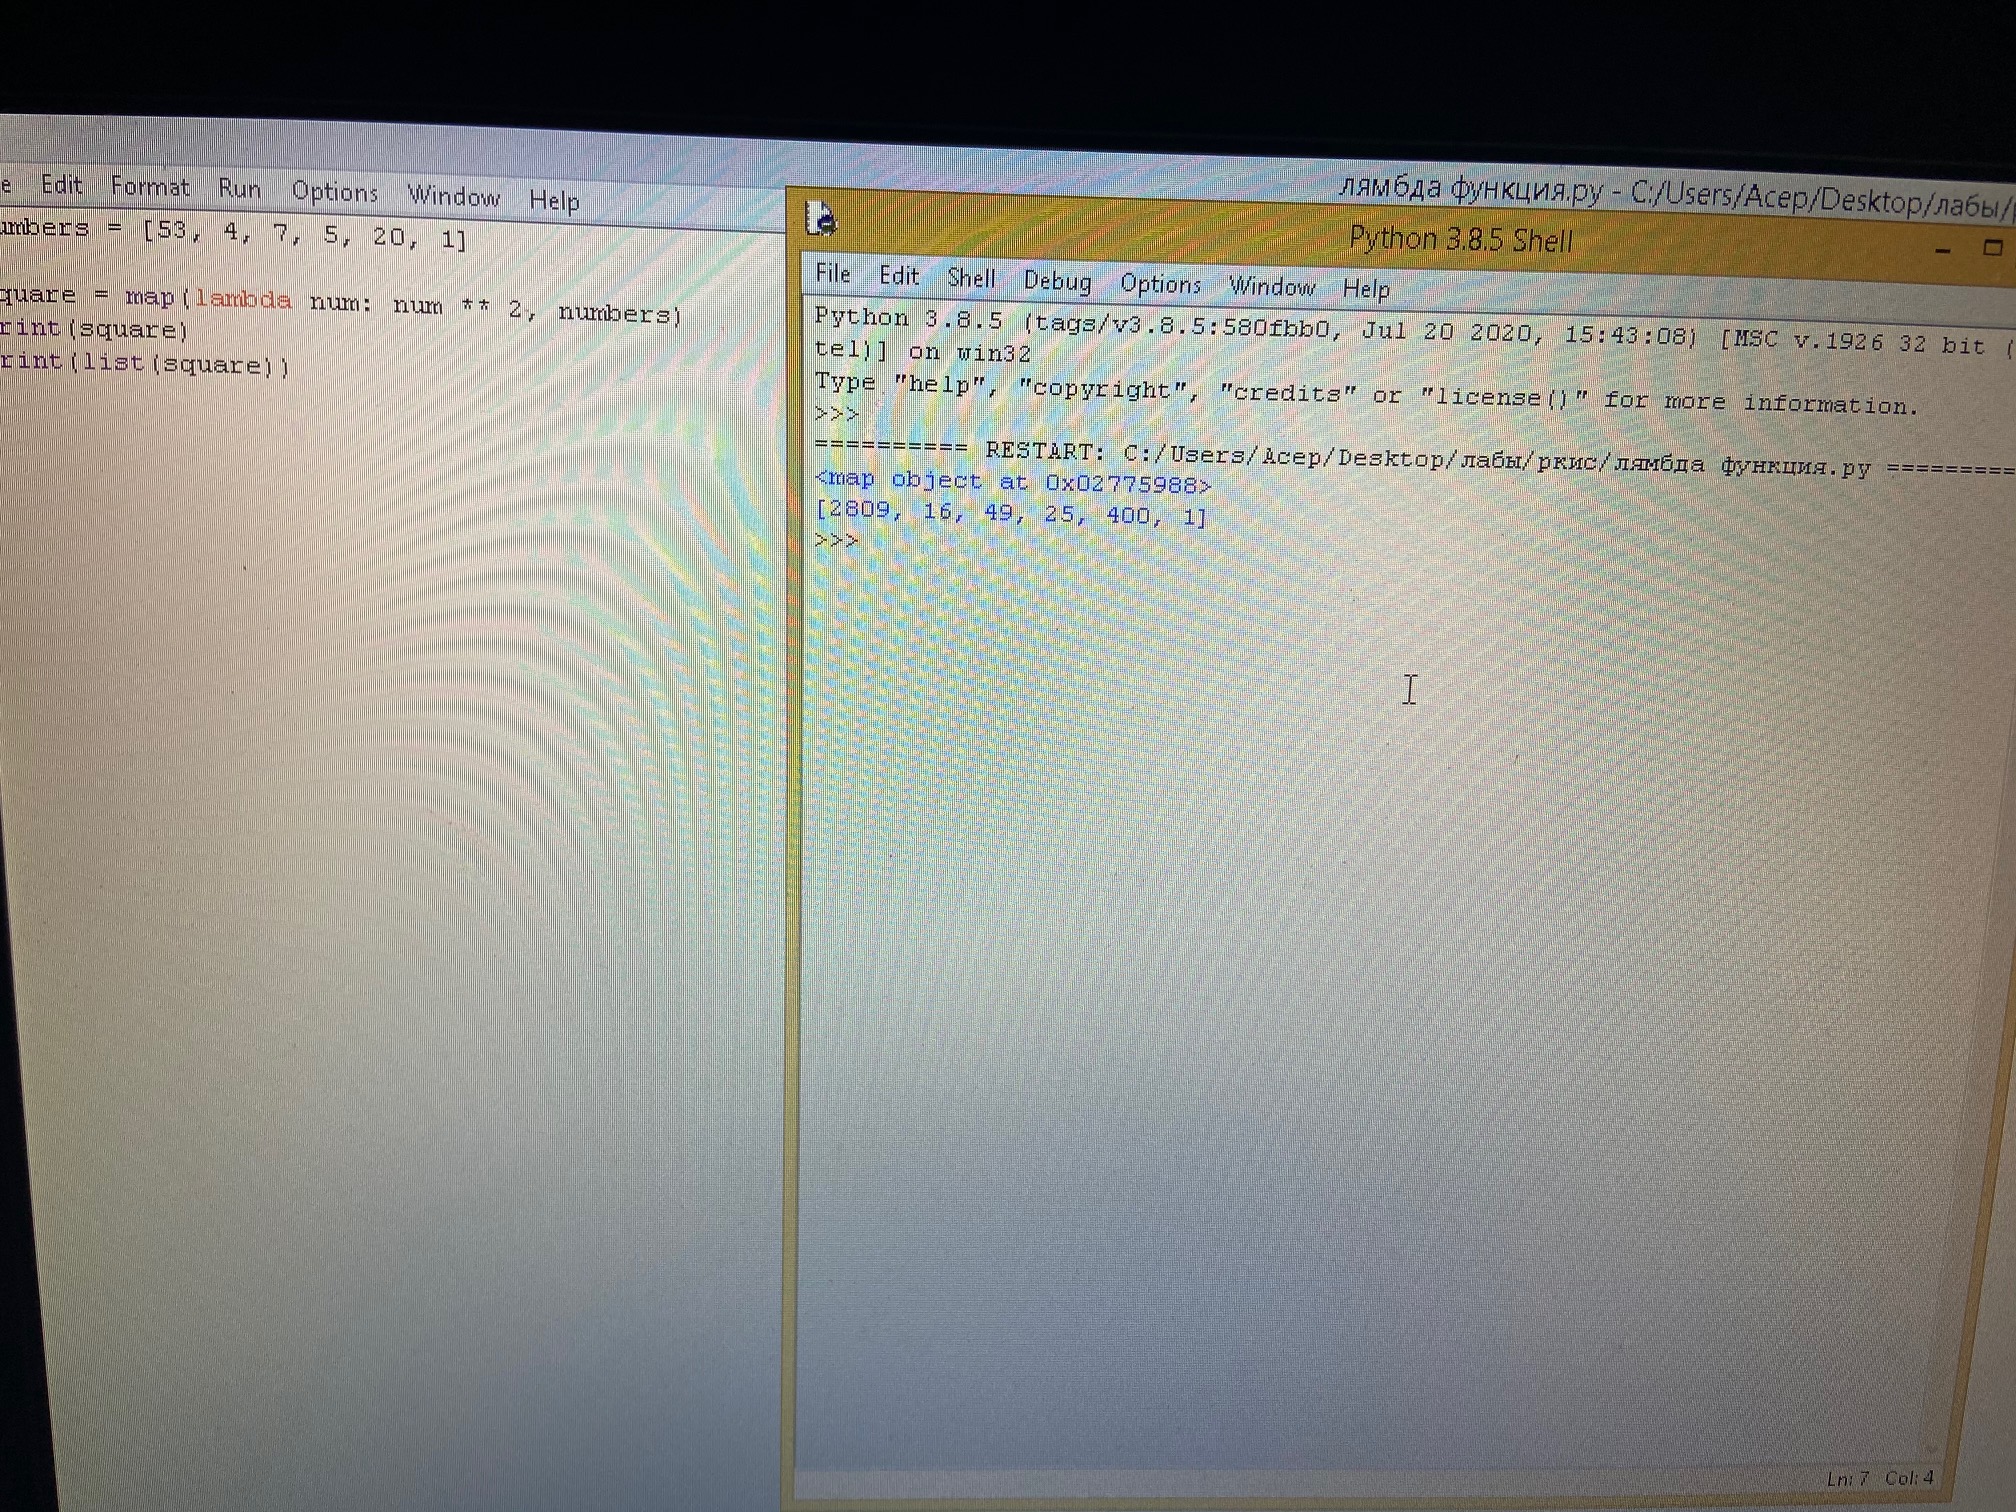 e Edit Format Run Options Window Help
umbers = [53, 4, 7, 5, 20, 1]
quare = map(lambda num: num ** 2, numbers)
rint(square)
rint(list(square))
лямбда функция.py - C:/Users/Acep/Desktop/лабы/
Python 3.8.5 Shell
File Edit Shell Debug Options Window Help
Python 3.8.5 (tags/v3.8.5:580fbb0, Jul 20 2020, 15:43:08) [MSC v.1926 32 bit (
tel)] on win32
Type "help", "copyright", "credits" or "license()" for more information.
>>>
========== RESTART: C:/Users/Acep/Desktop/лабы/ркис/лямбда функция.py ==========
<map object at 0x02775988>
[2809, 16, 49, 25, 400, 1]
>>>
Ln: 7 Col: 4